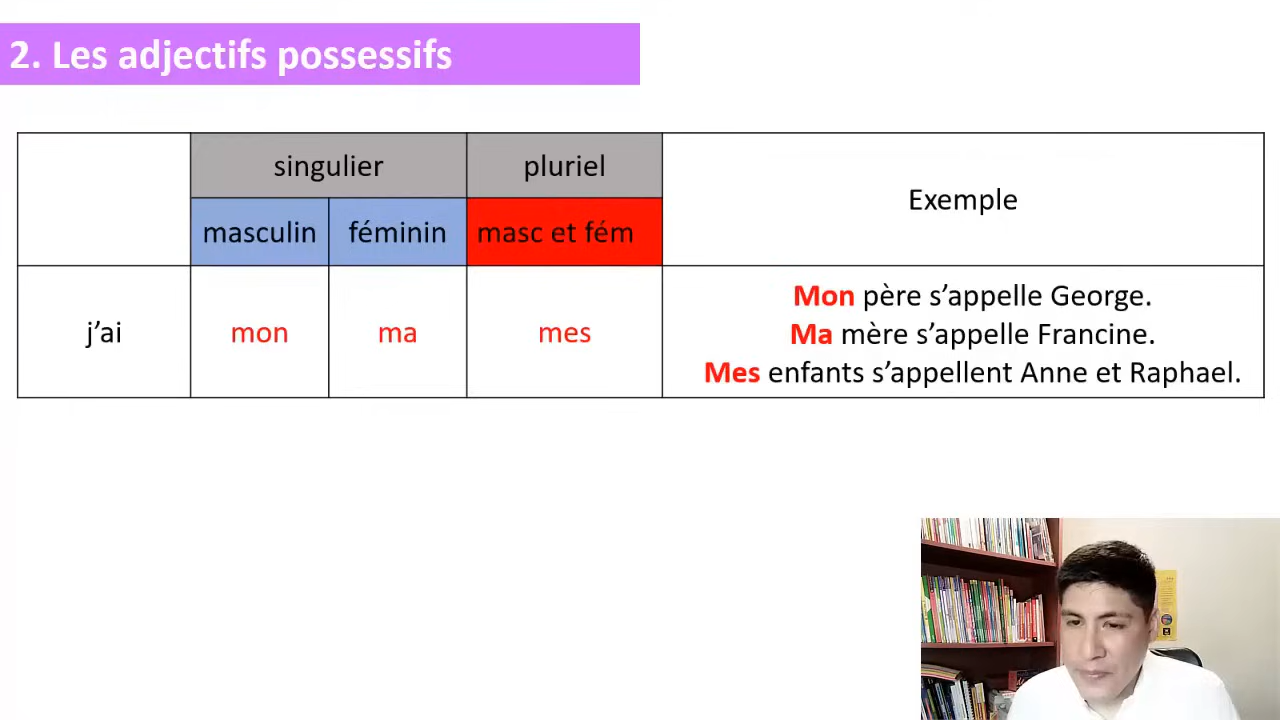 2. Les adjectifs possessifs
singulier
pluriel
Exemple
masculin
féminin
masc et fém
j’ai
mon
ma
mes
Mon père s’appelle George.
Ma mère s’appelle Francine.
Mes enfants s’appellent Anne et Raphael.